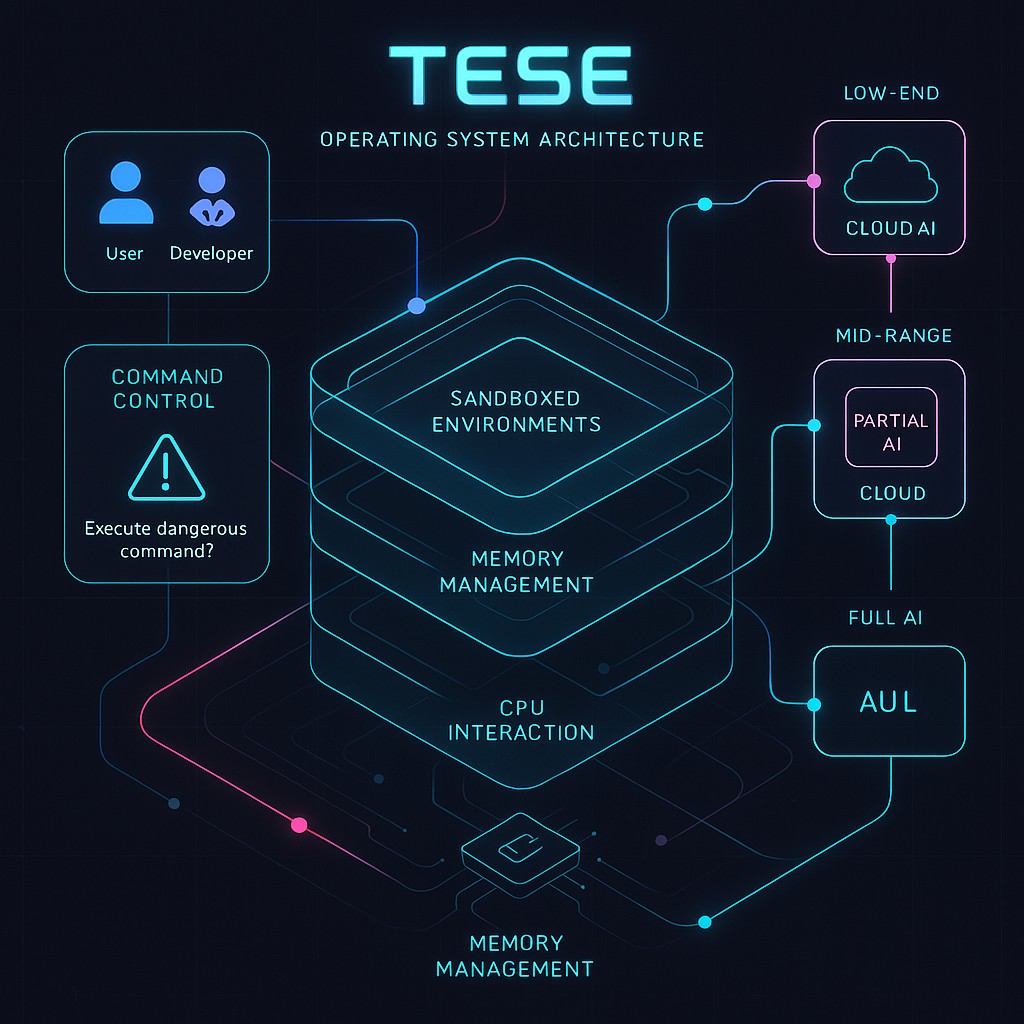 TESE
OPERATING SYSTEM ARCHITECTURE
User
Developer
COMMAND
CONTROL
Execute dangerous
command?
SANDBOXED
ENVIRONMENTS
MEMORY
MANAGEMENT
CPU
INTERACTION
MEMORY
MANAGEMENT
LOW-END
CLOUD AI
MID-RANGE
PARTIAL
AI
CLOUD
FULL AI
AUL